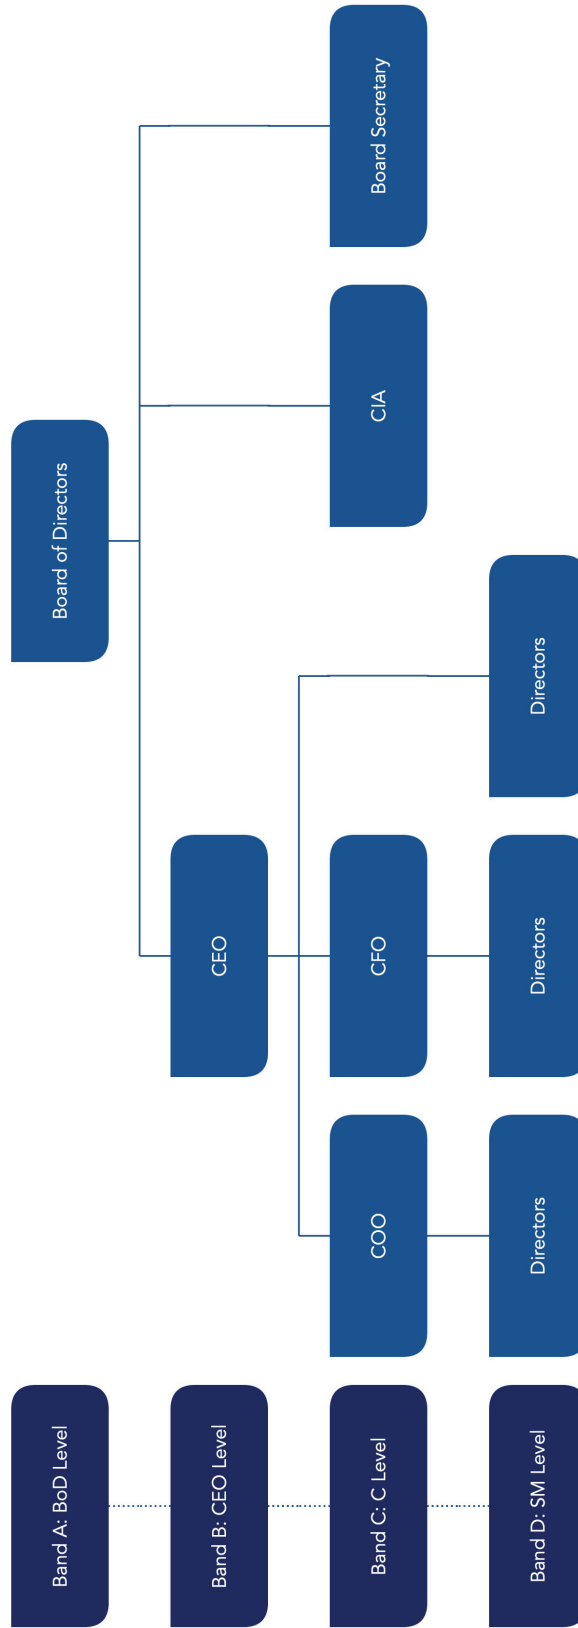 Band A: BoD Level
Board of Directors
Band B: CEO Level
CEO
Band C: C Level
COO
CFO
CIA
Board Secretary
Band D: SM Level
Directors
Directors
Directors